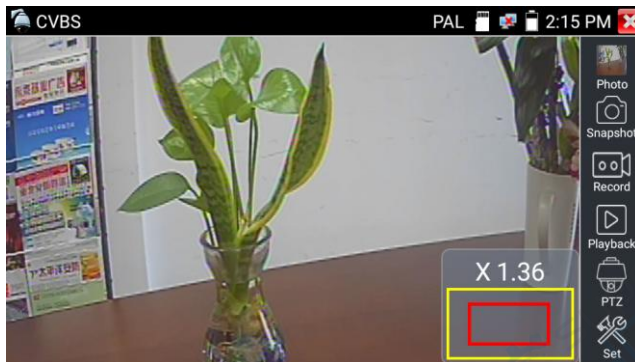 CVBS
PAL
2:15 PM
Photo
Snapshot
Record
Playback
PTZ
Set
X 1.36